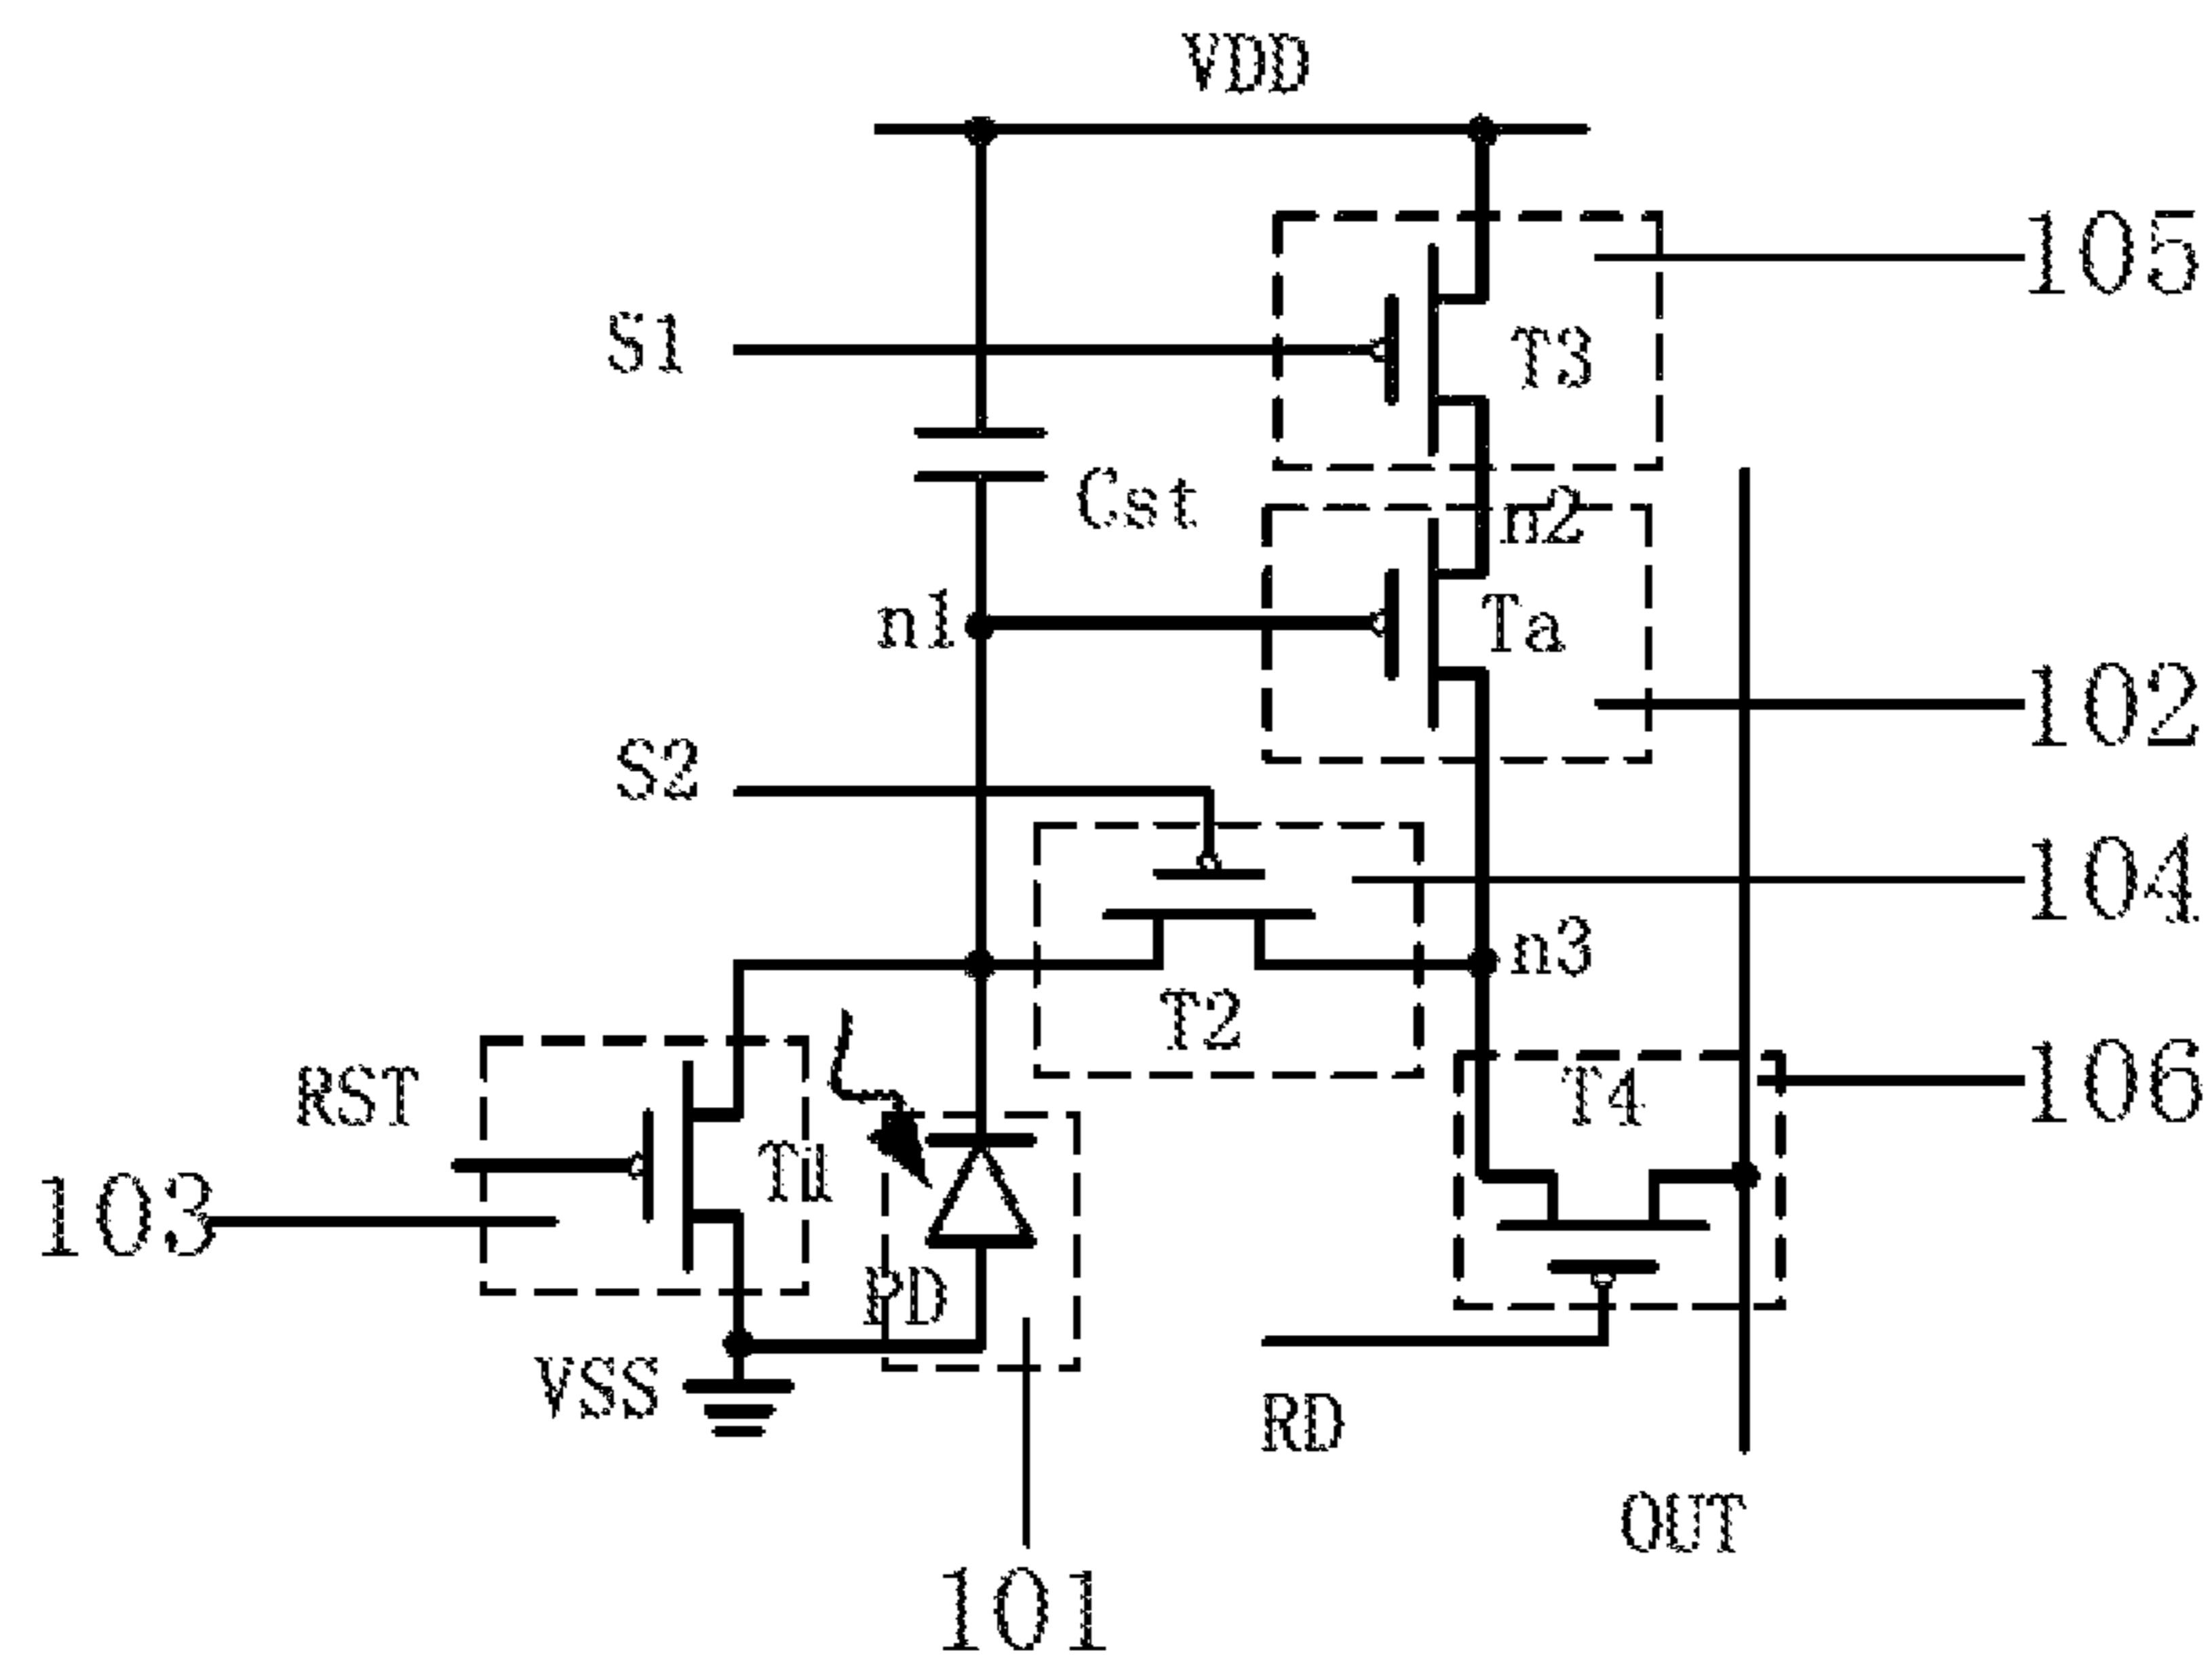 VDD
105
S1
T3
Cst
n2
n1
Ta
102
S2
104
n3
T2
RST
T4
106
T1
103
PD
VSS
RD
OUT
101